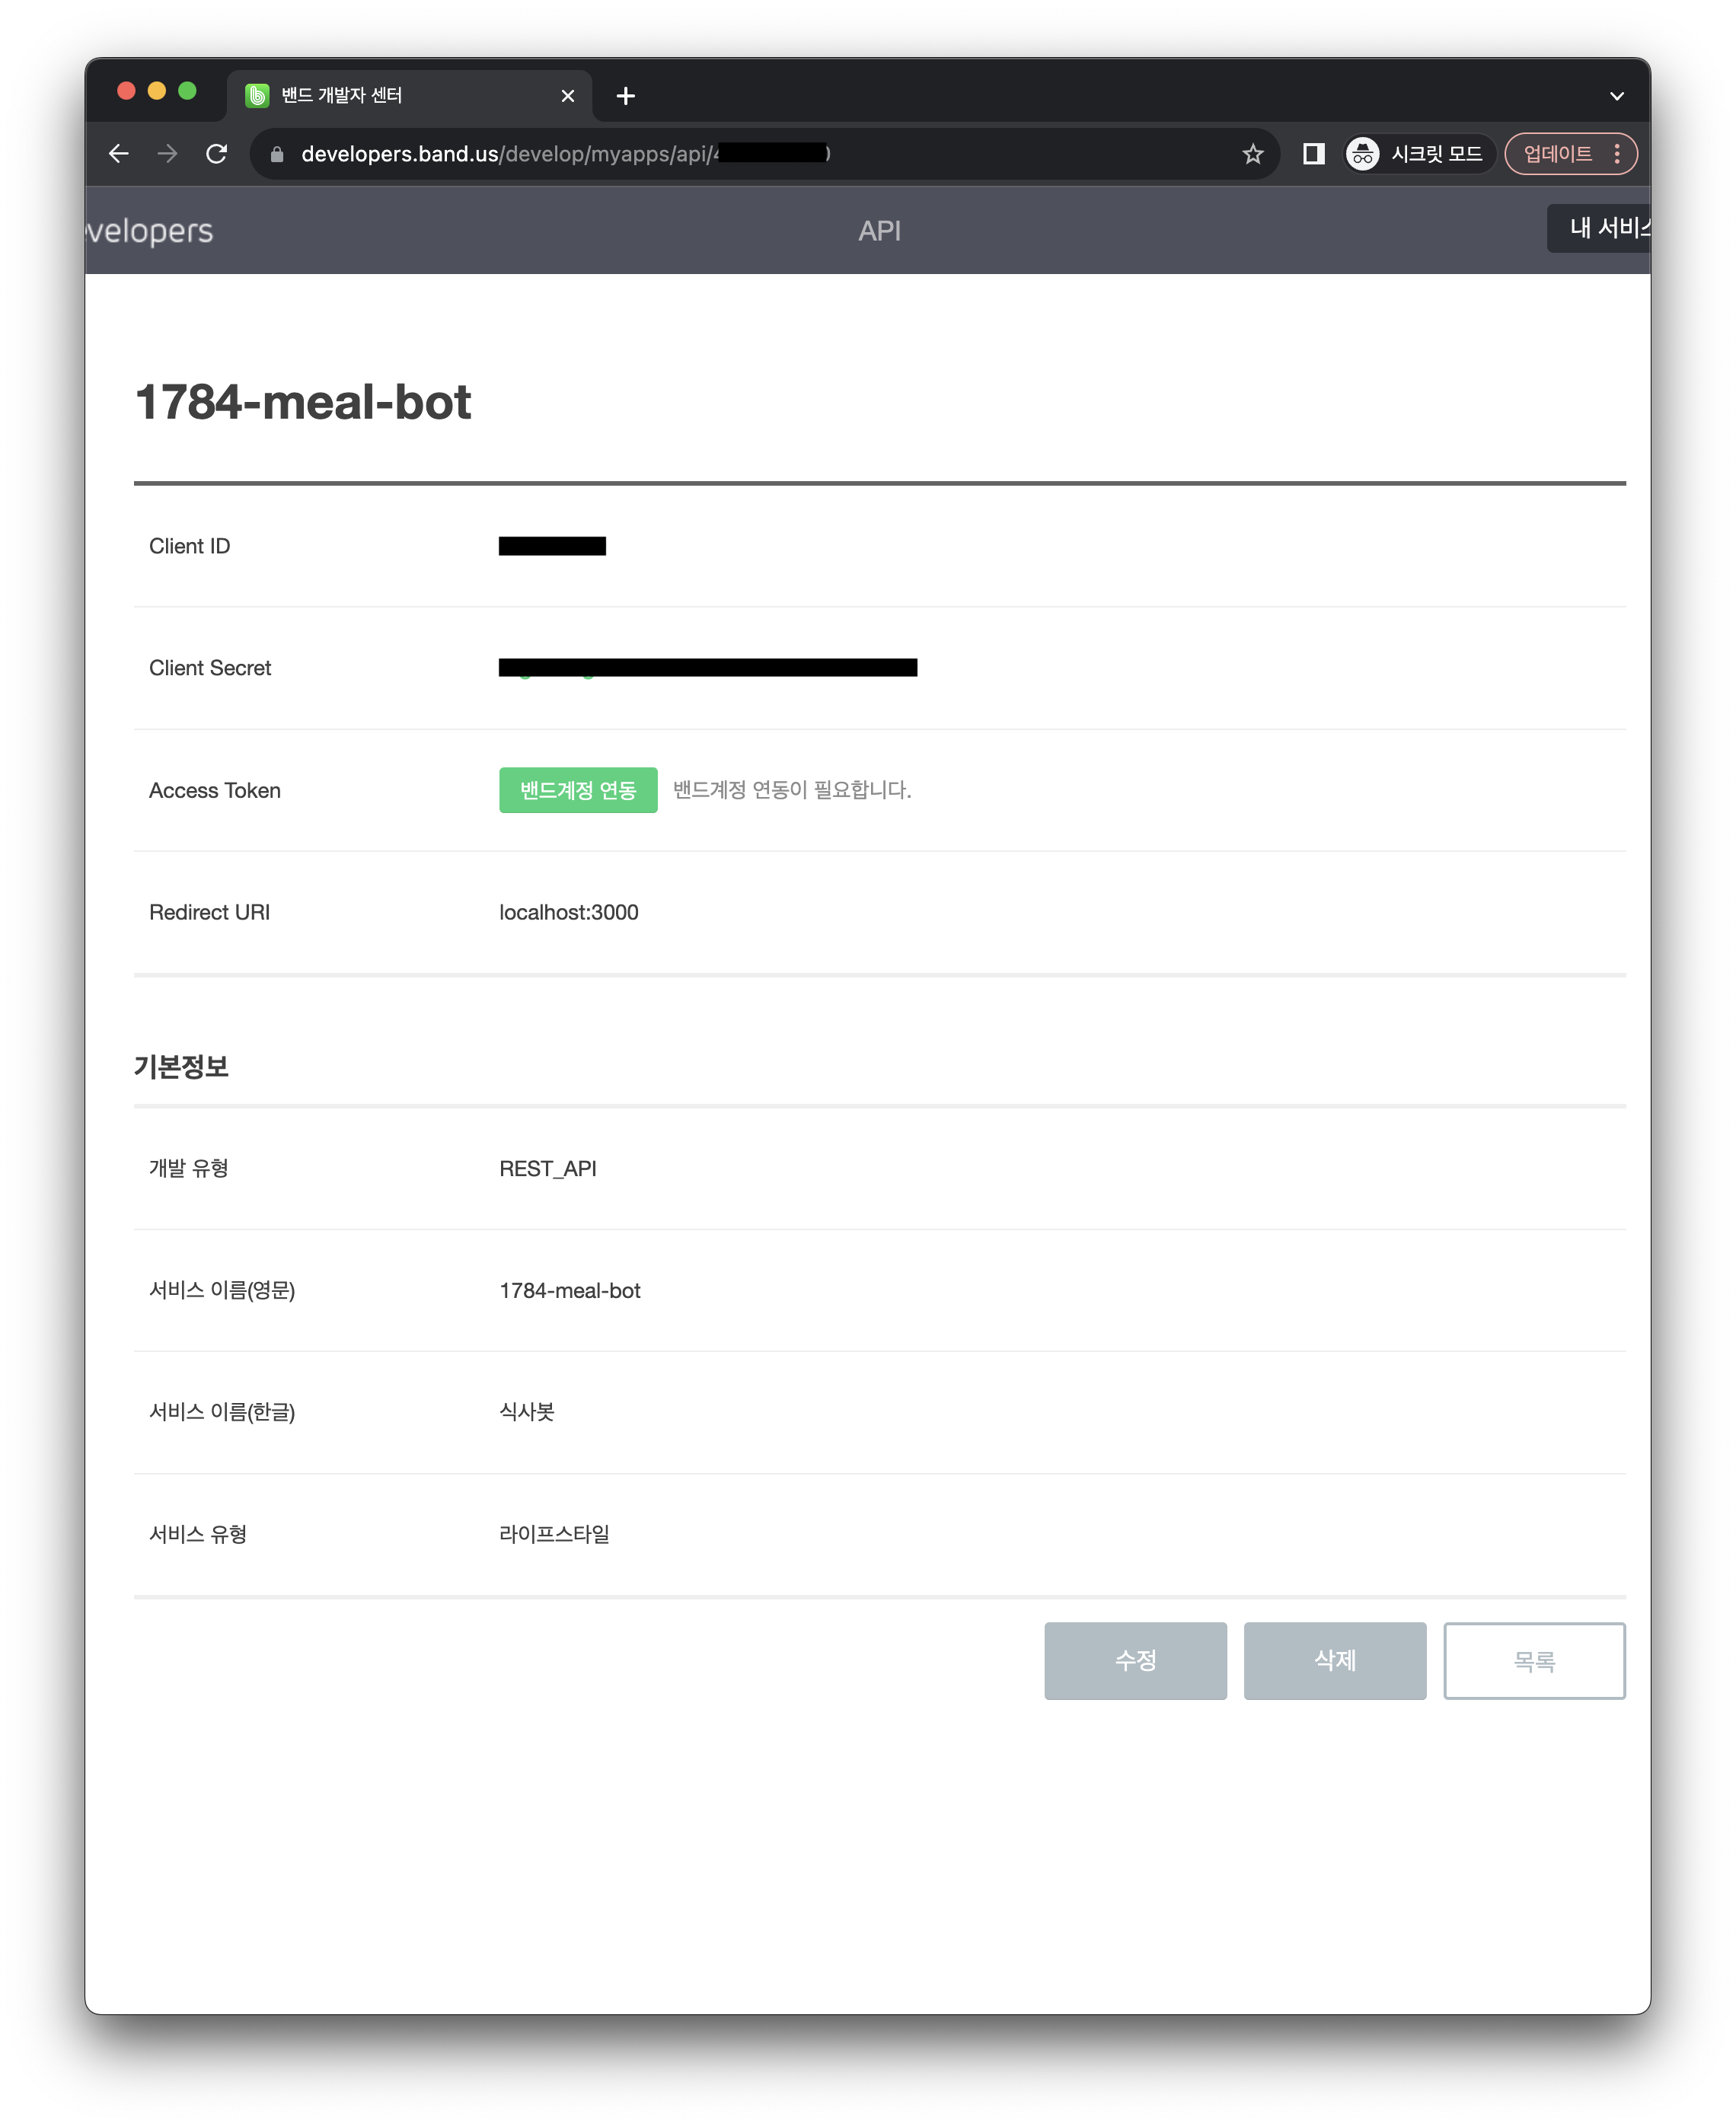 밴드 개발자 센터
developers.band.us/develop/myapps/api/
시크릿 모드
업데이트
velopers
API
내 서비스
1784-meal-bot
Client ID
Client Secret
Access Token 밴드계정 연동 밴드계정 연동이 필요합니다.
Redirect URI localhost:3000
기본정보
개발 유형 REST_API
서비스 이름(영문) 1784-meal-bot
서비스 이름(한글) 식사봇
서비스 유형 라이프스타일
수정 삭제 목록